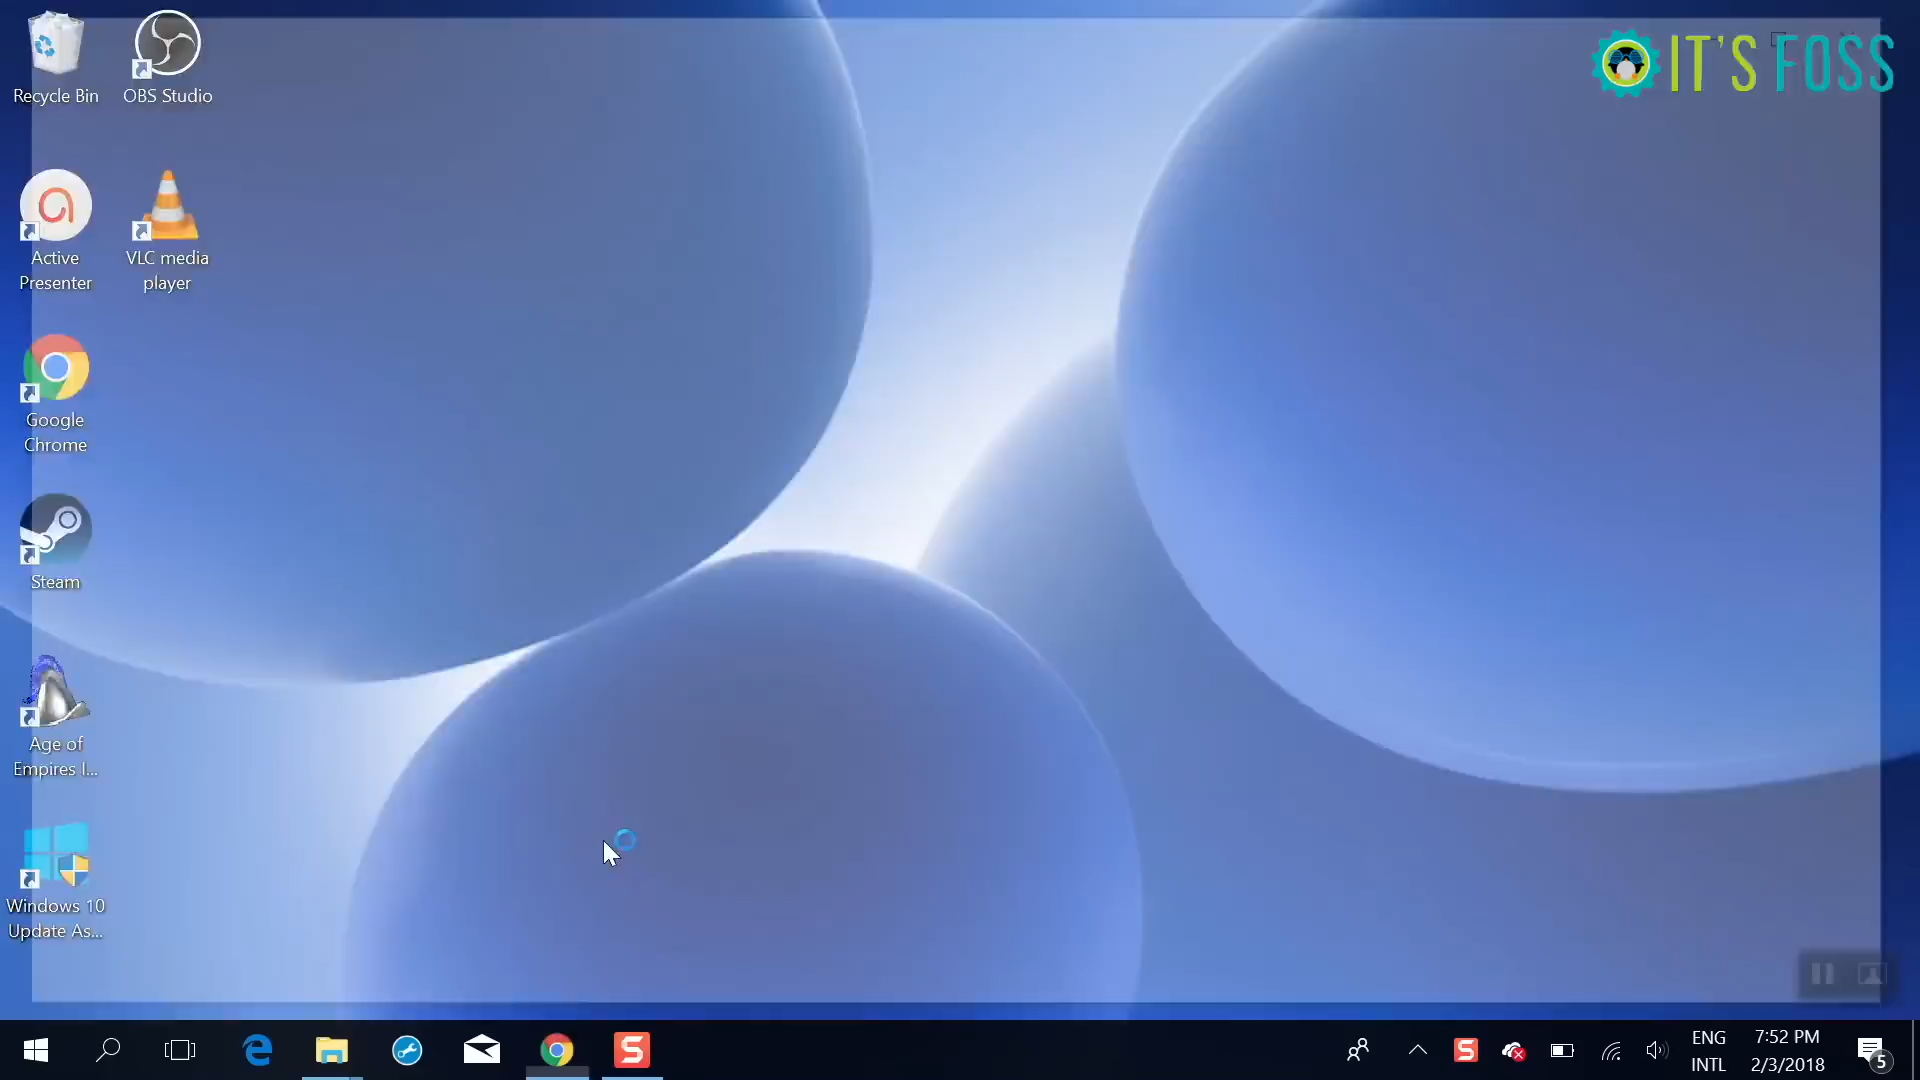 Recycle Bin
OBS Studio
IT'S FOSS
Active
Presenter
VLC media
player
Google
Chrome
Steam
Age of
Empires I...
Windows 10
Update As...
ENG
INTL
7:52 PM
2/3/2018
5